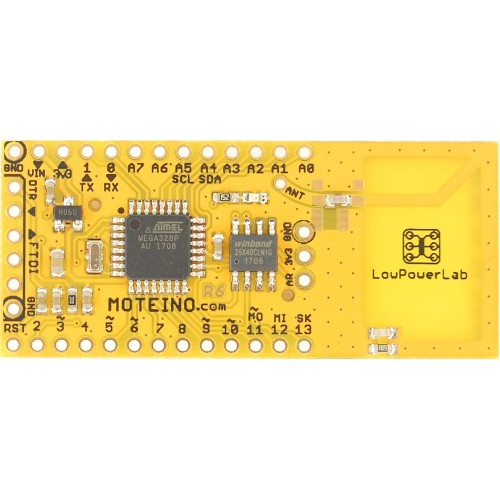 GND VIN 3V3 1 0 A7 A6 A5 A4 A3 A2 A1 A0
TX RX SCL SDA
DTR
FTDI
GND
RST
ANT
ATMEL
MEGA328P
AU 1708
winbond
25X40CLNIG
1706
GND
3V3
AR
LowPowerLab
MOTEINO.com
R6
MO MI SK
2 3 4 5 6 7 8 9 10 11 12 13